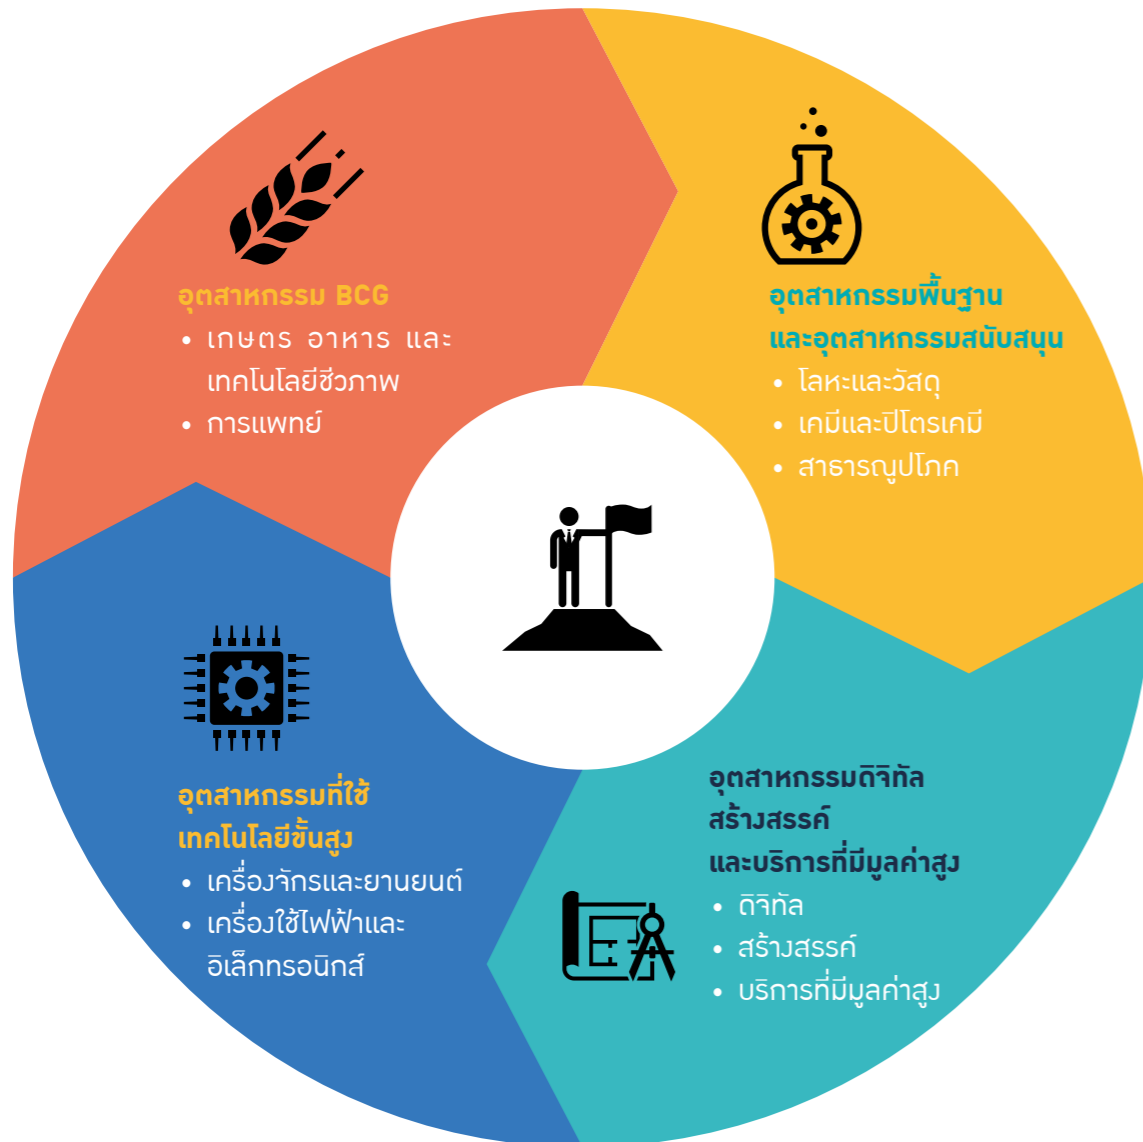 อุตสาหกรรม BCG
• เกษตร อาหาร และ
เทคโนโลยีชีวภาพ
• การแพทย์
อุตสาหกรรมพื้นฐาน
และอุตสาหกรรมสนับสนุน
• โลหะและวัสดุ
• เคมีและปิโตรเคมี
• สาธารณูปโภค
อุตสาหกรรมที่ใช้
เทคโนโลยีขั้นสูง
• เครื่องจักรและยานยนต์
• เครื่องใช้ไฟฟ้าและ
อิเล็กทรอนิกส์
อุตสาหกรรมดิจิทัล
สร้างสรรค์
และบริการที่มีมูลค่าสูง
• ดิจิทัล
• สร้างสรรค์
• บริการที่มีมูลค่าสูง